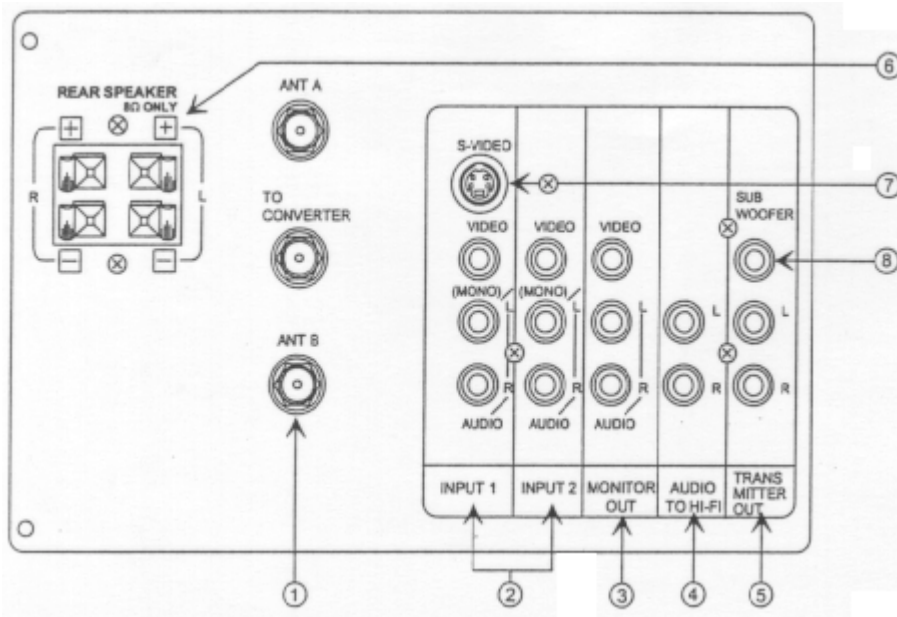 REAR SPEAKER
8Ω ONLY
+ +
R L
− −
ANT A
TO
CONVERTER
ANT B
S-VIDEO
VIDEO VIDEO VIDEO
SUB
WOOFER
(MONO) (MONO)
L L L L L
R R R R R
AUDIO AUDIO AUDIO
INPUT 1
INPUT 2
MONITOR
OUT
AUDIO
TO HI-FI
TRANS
MITTER
OUT
6
7
8
1 2 3 4 5